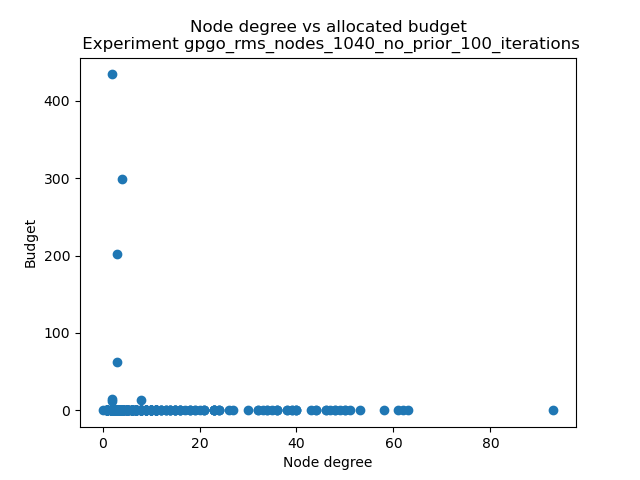 Node degree vs allocated budget
Experiment gpgo_rms_nodes_1040_no_prior_100_iterations
400
300
200
100
0
Budget
0 20 40 60 80
Node degree